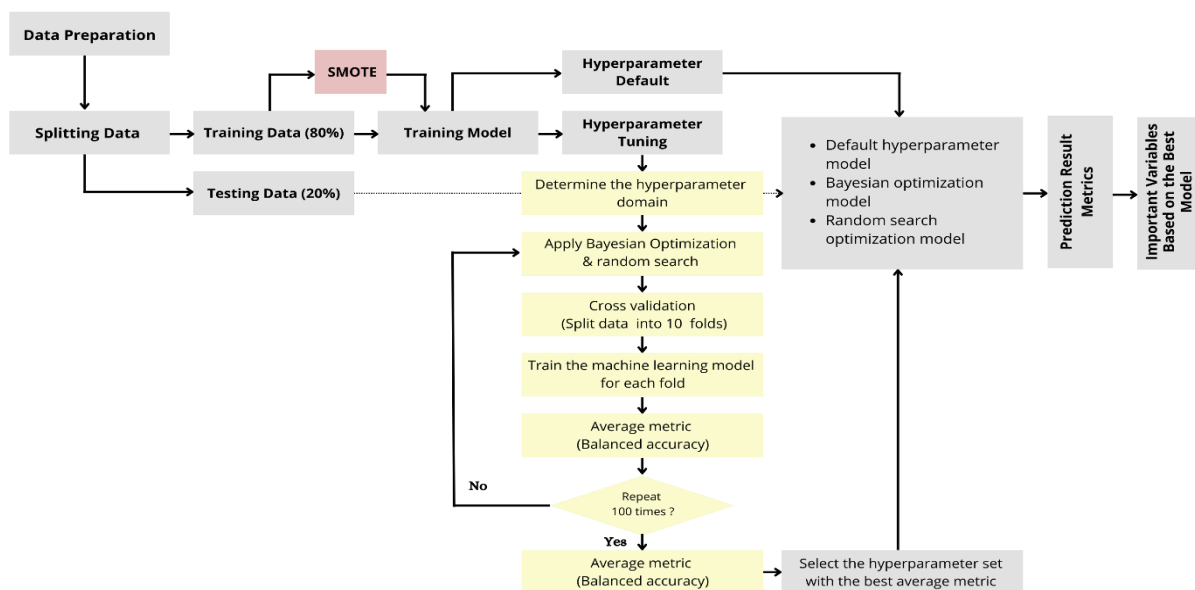 Data Preparation
SMOTE
Hyperparameter
Default
Splitting Data
Training Data (80%)
Training Model
Hyperparameter
Tuning
Testing Data (20%)
Determine the hyperparameter
domain
Apply Bayesian Optimization
& random search
Cross validation
(Split data into 10 folds)
Train the machine learning model
for each fold
Average metric
(Balanced accuracy)
No
Repeat
100 times ?
Yes
Average metric
(Balanced accuracy)
Select the hyperparameter set
with the best average metric
• Default hyperparameter
model
• Bayesian optimization
model
• Random search
optimization model
Prediction Result
Metrics
Important Variables
Based on the Best
Model